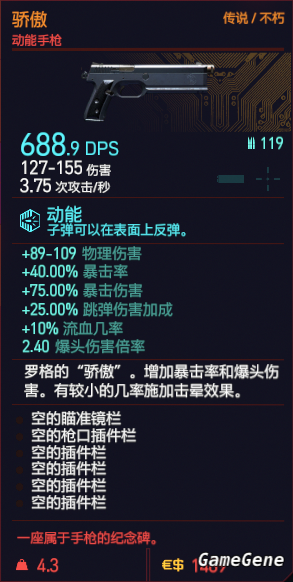 骄傲
传说 / 不朽
动能手枪
688.9 DPS
119
127-155 伤害
3.75 次攻击/秒
动能
子弹可以在表面上反弹。
+89-109 物理伤害
+40.00% 暴击率
+75.00% 暴击伤害
+25.00% 跳弹伤害加成
+10% 流血几率
2.40 爆头伤害倍率
罗格的“骄傲”。增加暴击率和爆头伤
害。有较小的几率施加击晕效果。
空的瞄准镜栏
空的枪口插件栏
空的插件栏
空的插件栏
空的插件栏
空的插件栏
一座属于手枪的纪念碑。
4.3
€$
GameGene